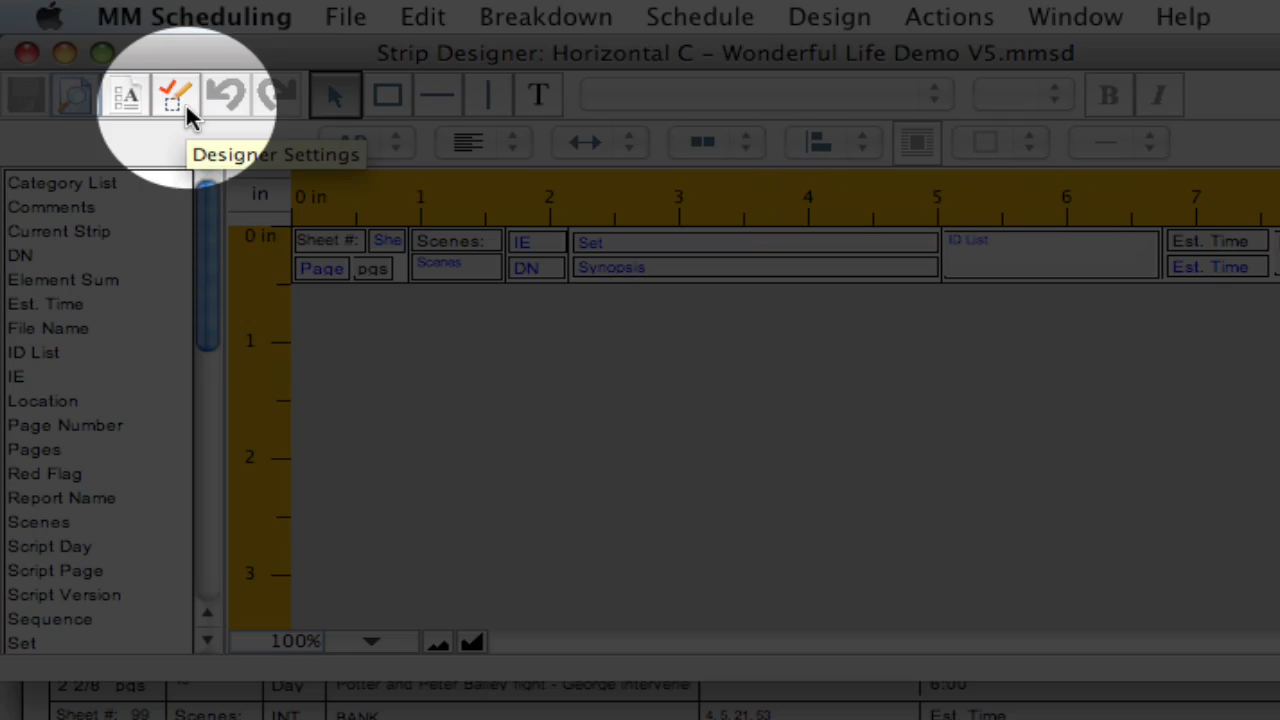 MM Scheduling File Edit Breakdown Schedule Design Actions Window Help
Strip Designer: Horizontal C – Wonderful Life Demo V5.mmsd
A T B I
Designer Settings
Category List
Comments
Current Strip
DN
Element Sum
Est. Time
File Name
ID List
IE
Location
Page Number
Pages
Red Flag
Report Name
Scenes
Script Day
Script Page
Script Version
Sequence
Set
in 0 in 1 2 3 4 5 6 7
0 in
1
2
3
Sheet #: She Scenes: IE Set ID List Est. Time
Page pgs Scenes DN Synopsis Est. Time
100%
2 2/8 pgs ~ Day Potter and Peter Bailey fight - George intervene 6:00
Sheet #: 99 Scenes: INT BANK 4, 5, 21, 53 Est. Time